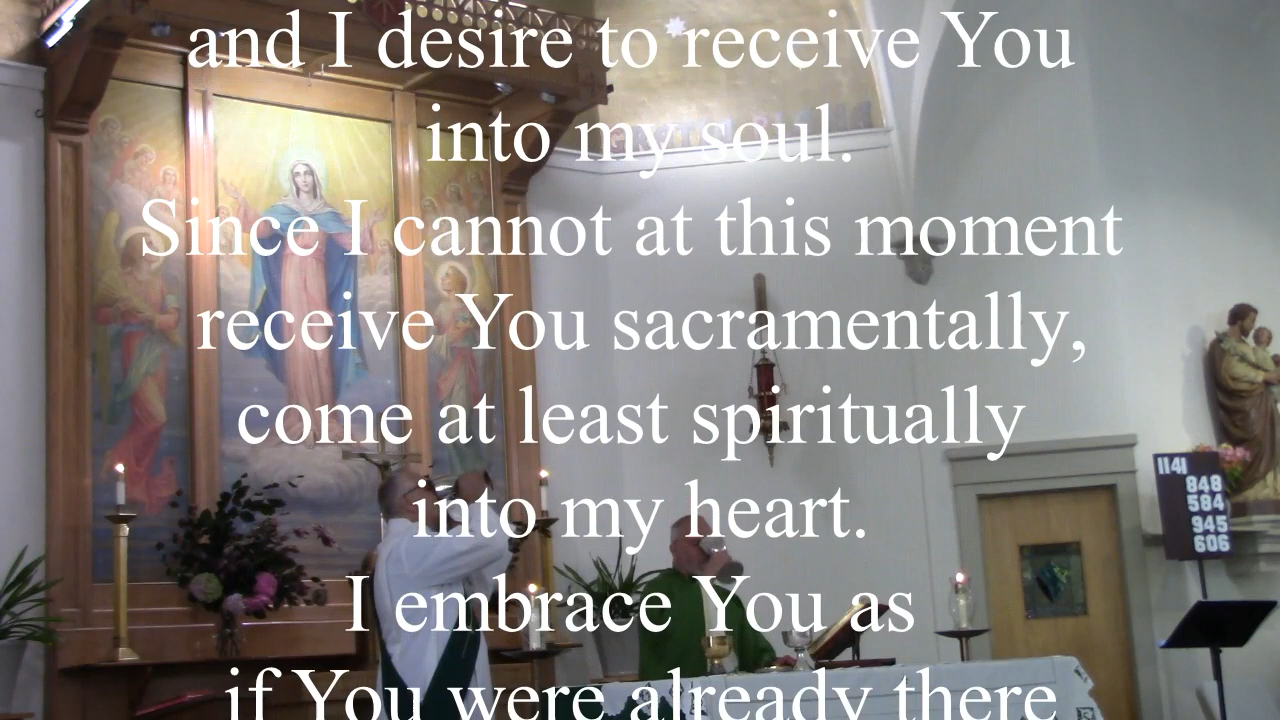 and I desire to receive You
into my soul.
Since I cannot at this moment
receive You sacramentally,
come at least spiritually
into my heart.
I embrace You as
if You were already there
1141
848
584
945
606